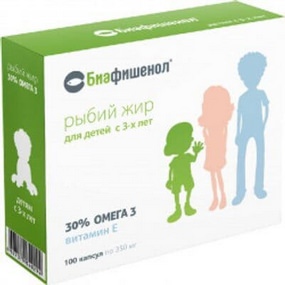 Биафишенол®
рыбий жир
для детей с 3-х лет
30% ОМЕГА 3
витамин Е
100 капсул по 350 мг
рыбий жир
30% ОМЕГА 3
детям
с 3-х лет